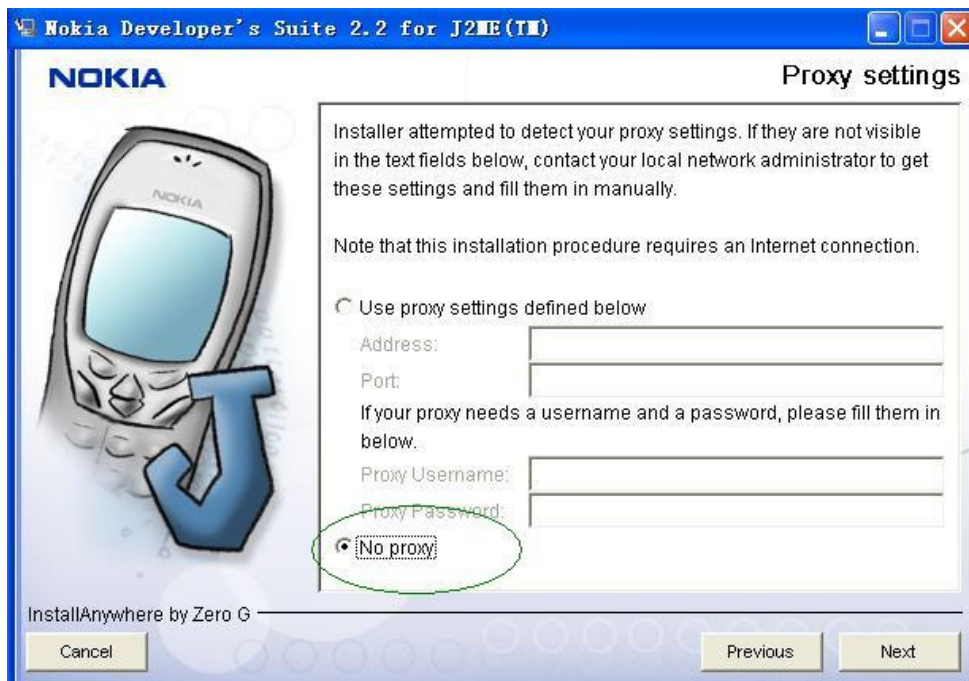 Nokia Developer's Suite 2.2 for J2ME(TM)
NOKIA
Proxy settings
NOKIA
Installer attempted to detect your proxy settings. If they are not visible
in the text fields below, contact your local network administrator to get
these settings and fill them in manually.
Note that this installation procedure requires an Internet connection.
Use proxy settings defined below
Address:
Port:
If your proxy needs a username and a password, please fill them in
below.
Proxy Username:
Proxy Password:
No proxy
J
InstallAnywhere by Zero G
Cancel
Previous
Next